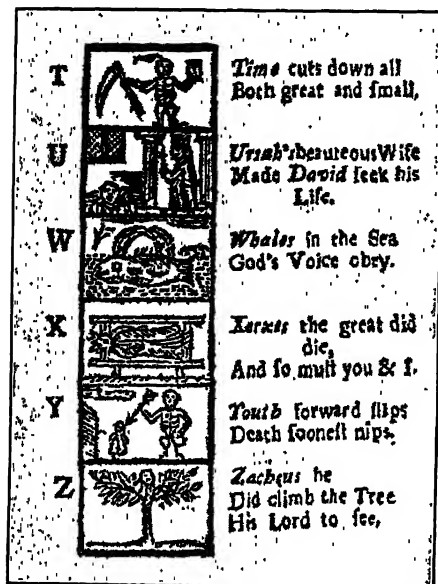 T
Time cuts down all
Both great and ſmall,
U
Uriah's beauteous Wife
Made David ſeek his
Life.
W
Whales in the Sea
God's Voice obey.
X
Xerxes the great did
die,
And ſo muſt you & I.
Y
Youth forward ſlips
Death ſooneſt nips.
Z
Zacheus he
Did climb the Tree
His Lord to ſee,